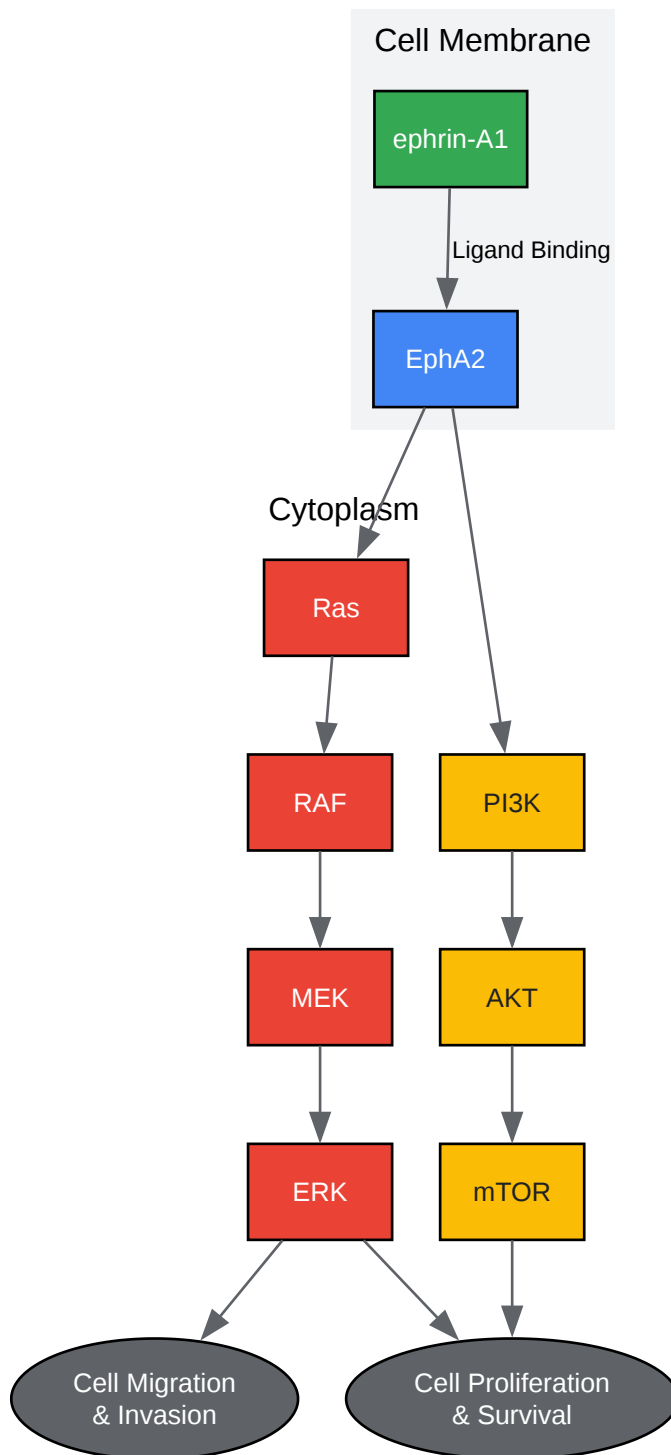 Cell Membrane
ephrin-A1
Ligand Binding
EphA2
Cytoplasm
Ras
RAF
PI3K
MEK
AKT
ERK
mTOR
Cell Migration
& Invasion
Cell Proliferation
& Survival